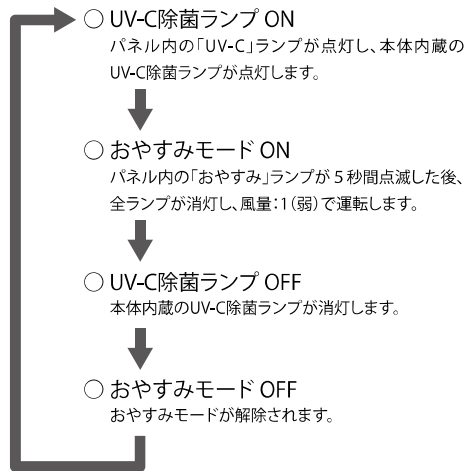 ○ UV-C除菌ランプ ON
パネル内の「UV-C」ランプが点灯し、本体内蔵の
UV-C除菌ランプが点灯します。
○ おやすみモード ON
パネル内の「おやすみ」ランプが5秒間点滅した後、
全ランプが消灯し、風量:1(弱)で運転します。
○ UV-C除菌ランプ OFF
本体内蔵のUV-C除菌ランプが消灯します。
○ おやすみモード OFF
おやすみモードが解除されます。